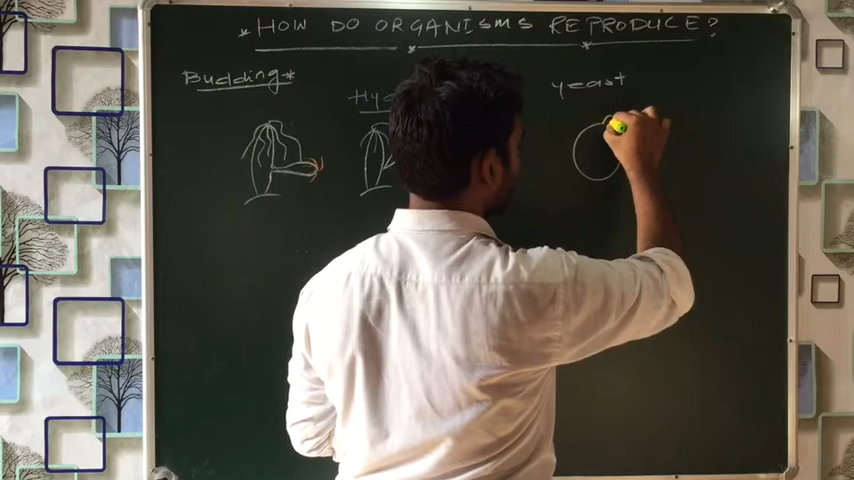 * HOW DO ORGANISMS REPRODUCE?
Budding *
yeast